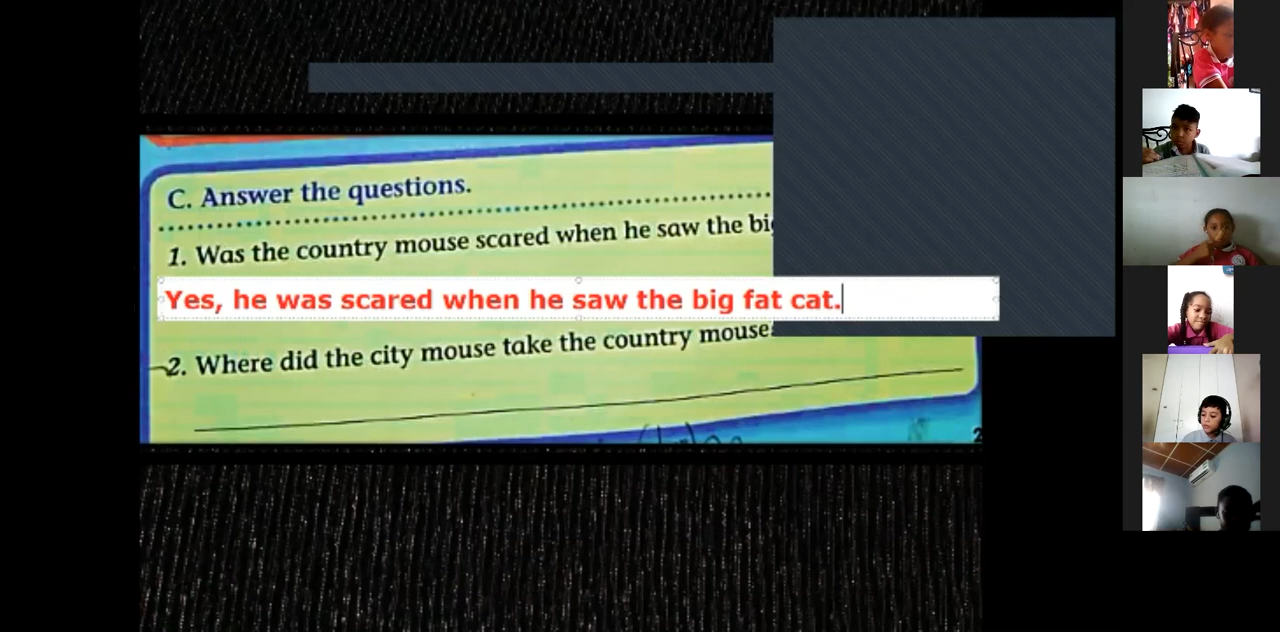 C. Answer the questions.
1. Was the country mouse scared when he saw the
Yes, he was scared when he saw the big fat cat.
2. Where did the city mouse take the country mouse